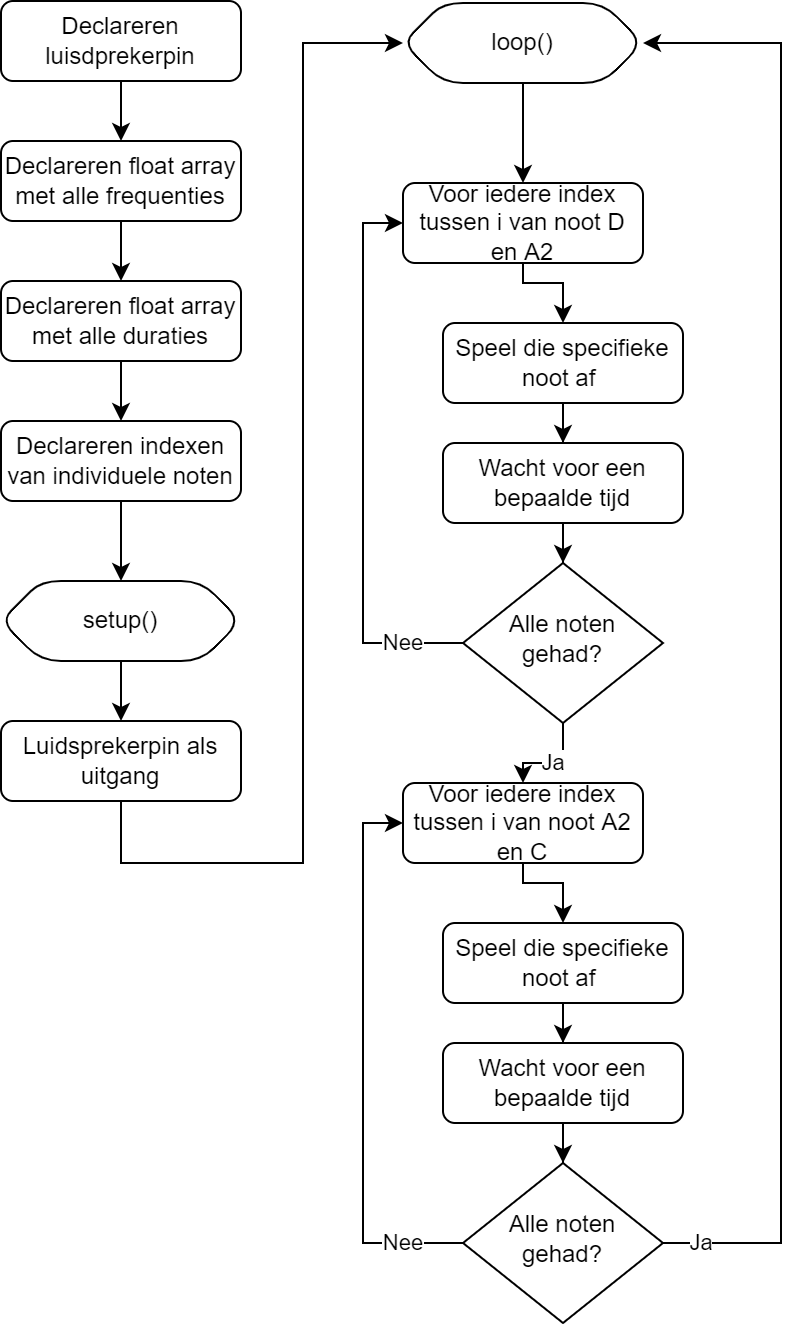 Declareren
luisdprekerpin
Declareren float array
met alle frequenties
Declareren float array
met alle duraties
Declareren indexen
van individuele noten
setup()
Luidsprekerpin als
uitgang
loop()
Voor iedere index
tussen i van noot D
en A2
Speel die specifieke
noot af
Wacht voor een
bepaalde tijd
Alle noten
gehad?
Nee
Ja
Voor iedere index
tussen i van noot A2
en C
Speel die specifieke
noot af
Wacht voor een
bepaalde tijd
Alle noten
gehad?
Nee
Ja